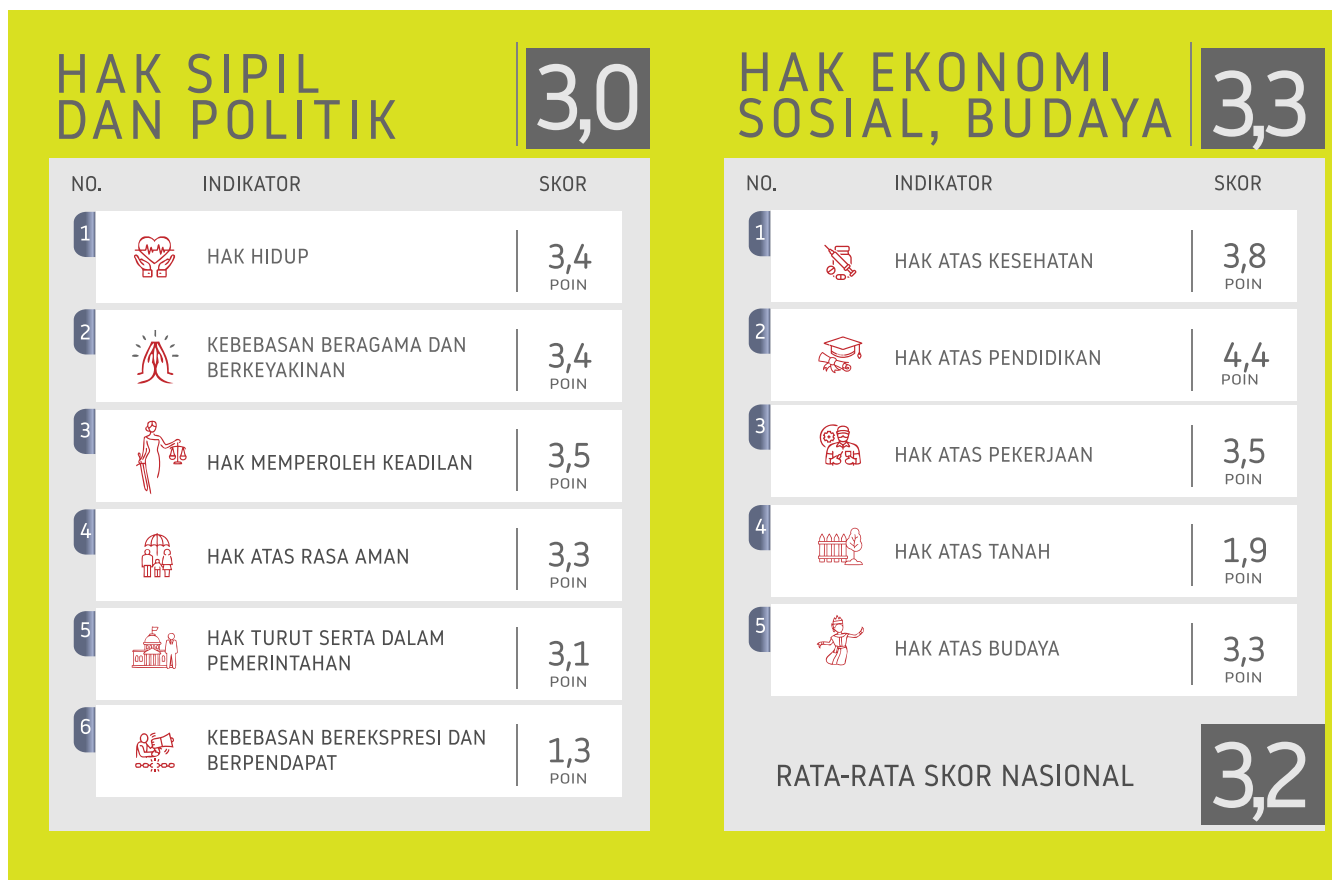 HAK SIPIL
DAN POLITIK
3,0
NO. INDIKATOR SKOR
1
HAK HIDUP
3,4
POIN
2
KEBEBASAN BERAGAMA DAN
BERKEYAKINAN
3,4
POIN
3
HAK MEMPEROLEH KEADILAN
3,5
POIN
4
HAK ATAS RASA AMAN
3,3
POIN
5
HAK TURUT SERTA DALAM
PEMERINTAHAN
3,1
POIN
6
KEBEBASAN BEREKSPRESI DAN
BERPENDAPAT
1,3
POIN
HAK EKONOMI
SOSIAL, BUDAYA
3,3
NO. INDIKATOR SKOR
1
HAK ATAS KESEHATAN
3,8
POIN
2
HAK ATAS PENDIDIKAN
4,4
POIN
3
HAK ATAS PEKERJAAN
3,5
POIN
4
HAK ATAS TANAH
1,9
POIN
5
HAK ATAS BUDAYA
3,3
POIN
RATA-RATA SKOR NASIONAL
3,2